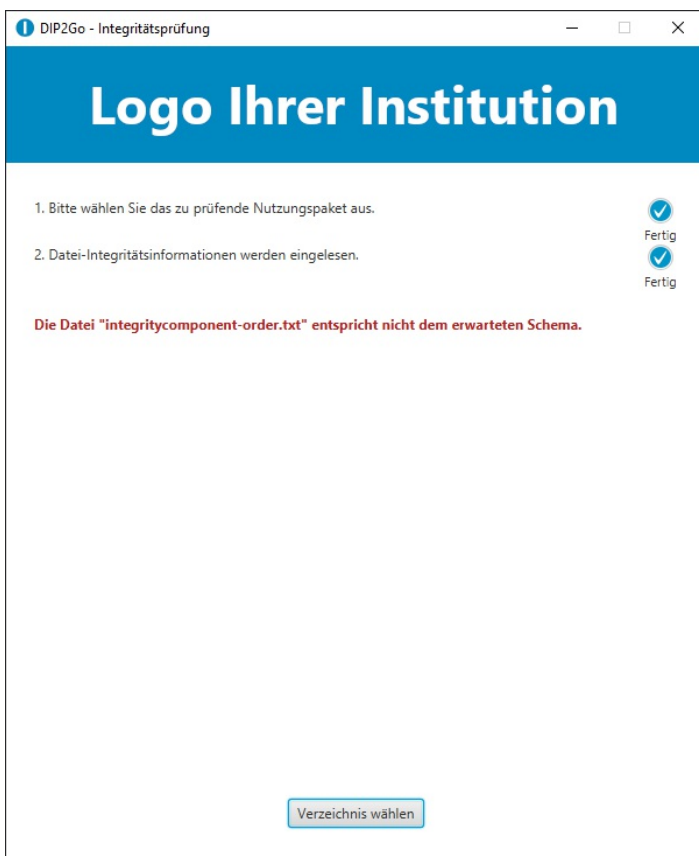 DIP2Go - Integritätsprüfung
Logo Ihrer Institution
1. Bitte wählen Sie das zu prüfende Nutzungspaket aus.
Fertig
2. Datei-Integritätsinformationen werden eingelesen.
Fertig
Die Datei "integritycomponent-order.txt" entspricht nicht dem erwarteten Schema.
Verzeichnis wählen